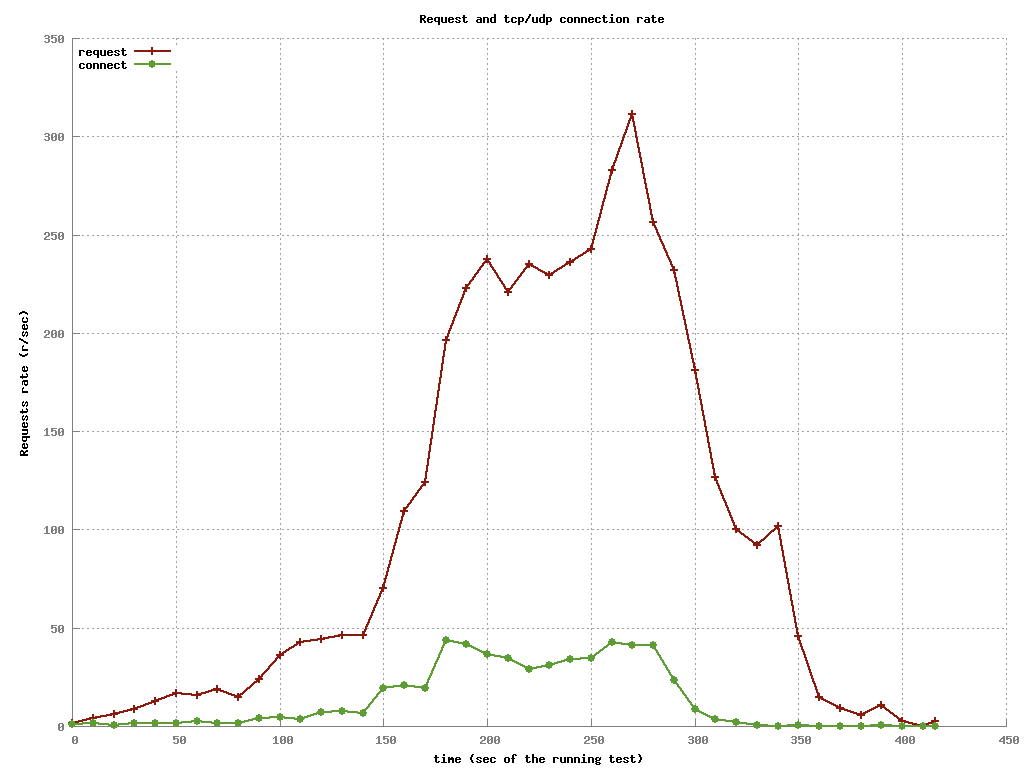 Request and tcp/udp connection rate
request
connect
350
300
250
200
150
100
50
0
Requests rate (r/sec)
0 50 100 150 200 250 300 350 400 450
time (sec of the running test)